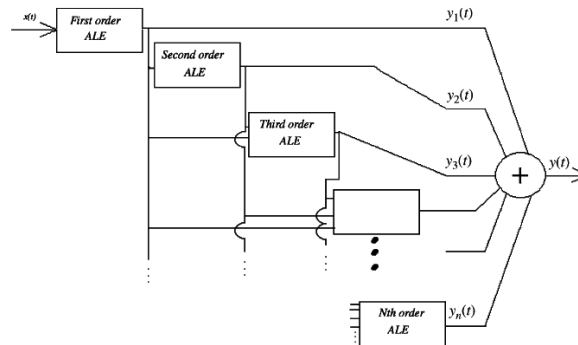 x(t)
First order
ALE
y₁(t)
Second order
ALE
y₂(t)
Third order
ALE
y₃(t)
+
y(t)
Nth order
ALE
yₙ(t)